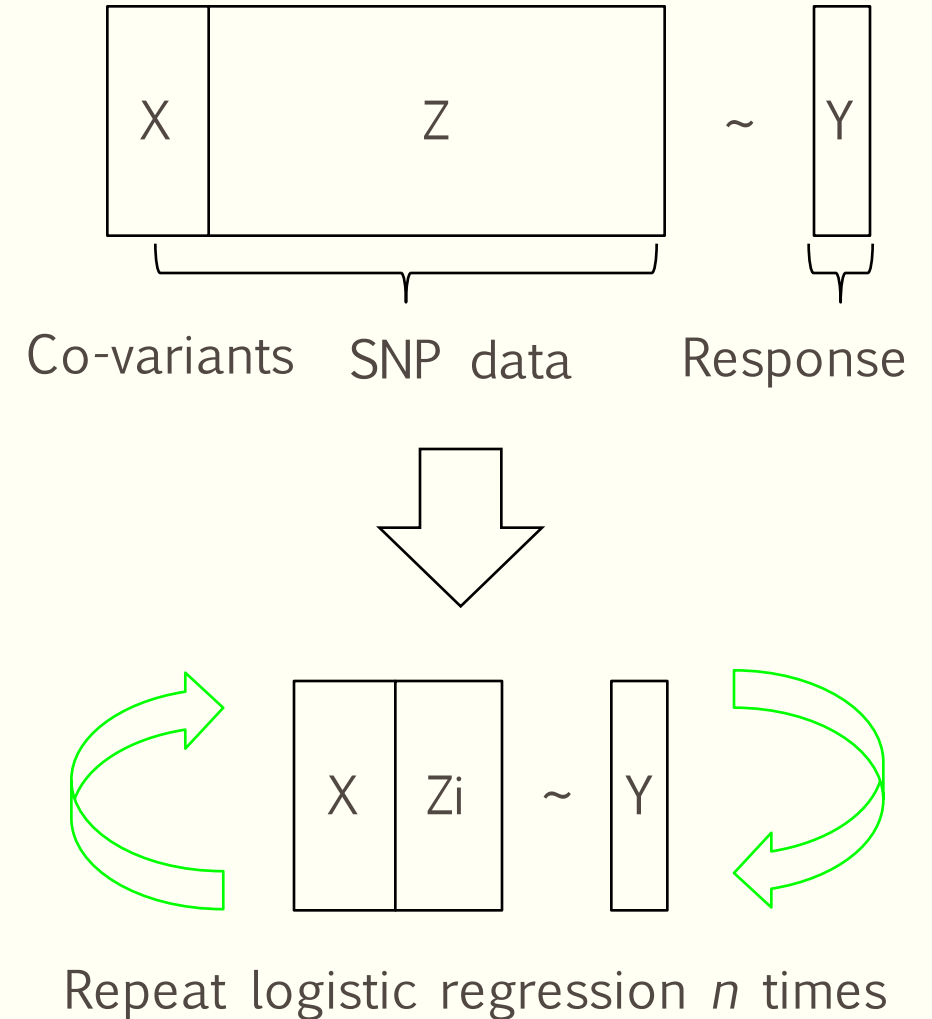 X Z ~ Y
Co-variants SNP data Response
X Zi ~ Y
Repeat logistic regression n times